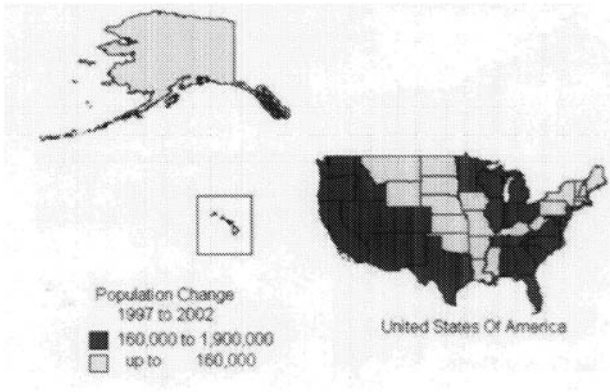 Population Change
1997 to 2002
160,000 to 1,900,000
up to 160,000
United States Of America